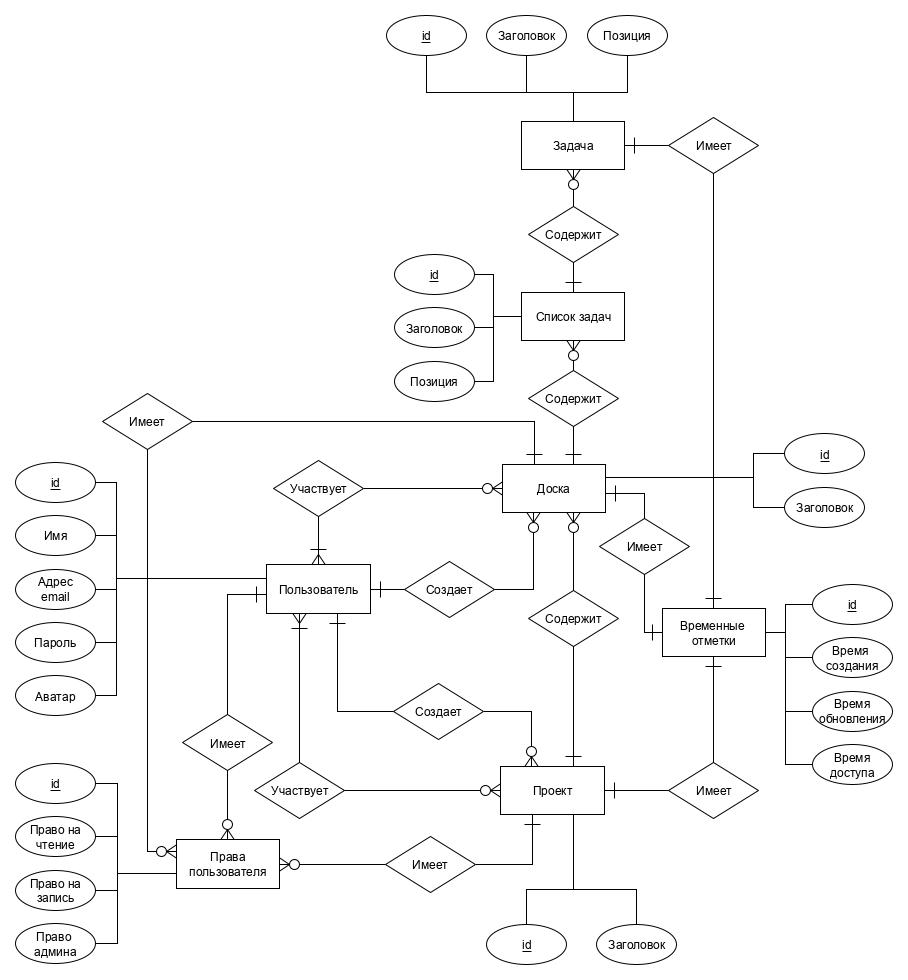 id
Заголовок
Позиция
Задача
Имеет
Содержит
id
Заголовок
Позиция
Список задач
Содержит
Имеет
id
Заголовок
Участвует
Доска
id
Имя
Адрес
email
Пароль
Аватар
Пользователь
Создает
Имеет
Содержит
Временные
отметки
id
Время
создания
Время
обновления
Время
доступа
Создает
Имеет
Участвует
Проект
Имеет
id
Право на
чтение
Право на
запись
Право
админа
Права
пользователя
Имеет
id
Заголовок